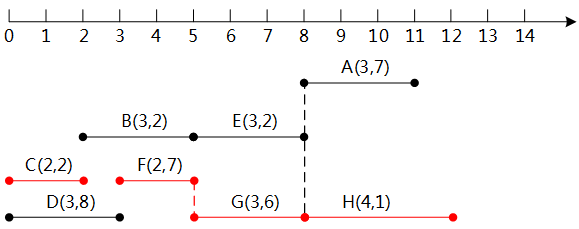 0 1 2 3 4 5 6 7 8 9 10 11 12 13 14
A(3,7)
B(3,2) E(3,2)
C(2,2) F(2,7)
D(3,8) G(3,6) H(4,1)